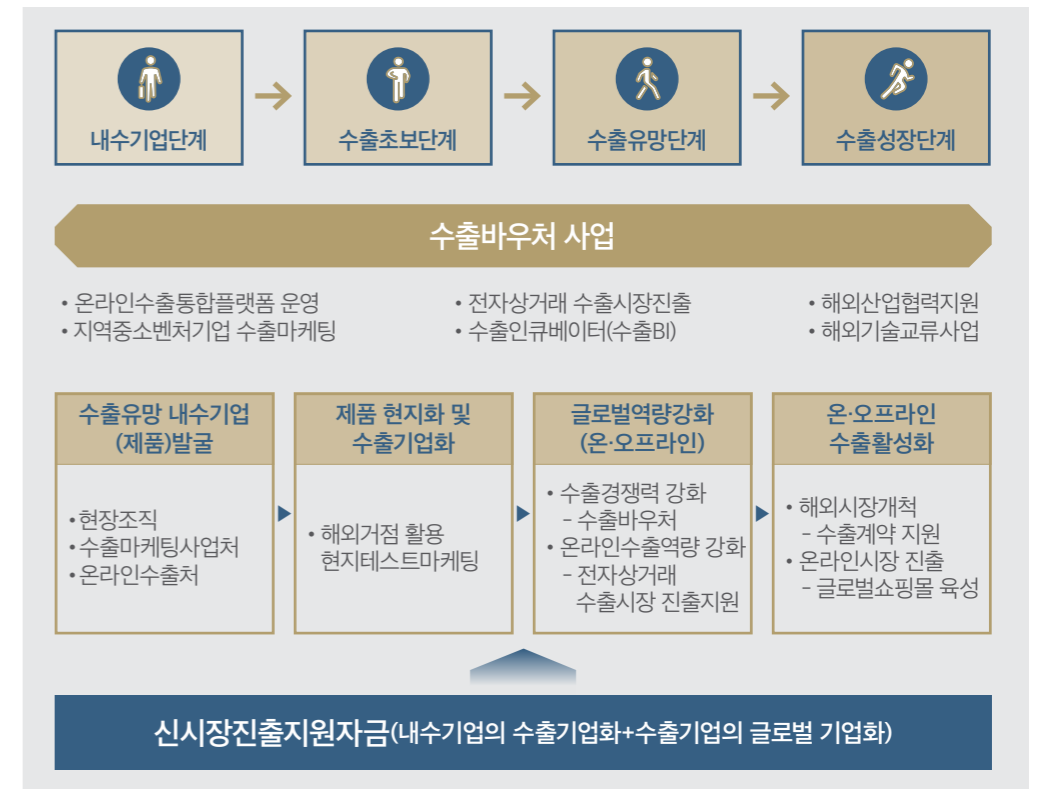 내수기업단계
수출초보단계
수출유망단계
수출성장단계
수출바우처 사업
• 온라인수출통합플랫폼 운영
• 지역중소벤처기업 수출마케팅
• 전자상거래 수출시장진출
• 수출인큐베이터(수출BI)
• 해외산업협력지원
• 해외기술교류사업
수출유망 내수기업
(제품)발굴
•현장조직
•수출마케팅사업처
•온라인수출처
제품 현지화 및
수출기업화
• 해외거점 활용
현지테스트마케팅
글로벌역량강화
(온·오프라인)
• 수출경쟁력 강화
- 수출바우처
• 온라인수출역량 강화
- 전자상거래
수출시장 진출지원
온·오프라인
수출활성화
• 해외시장개척
- 수출계약 지원
• 온라인시장 진출
- 글로벌쇼핑몰 육성
신시장진출지원자금(내수기업의 수출기업화+수출기업의 글로벌 기업화)